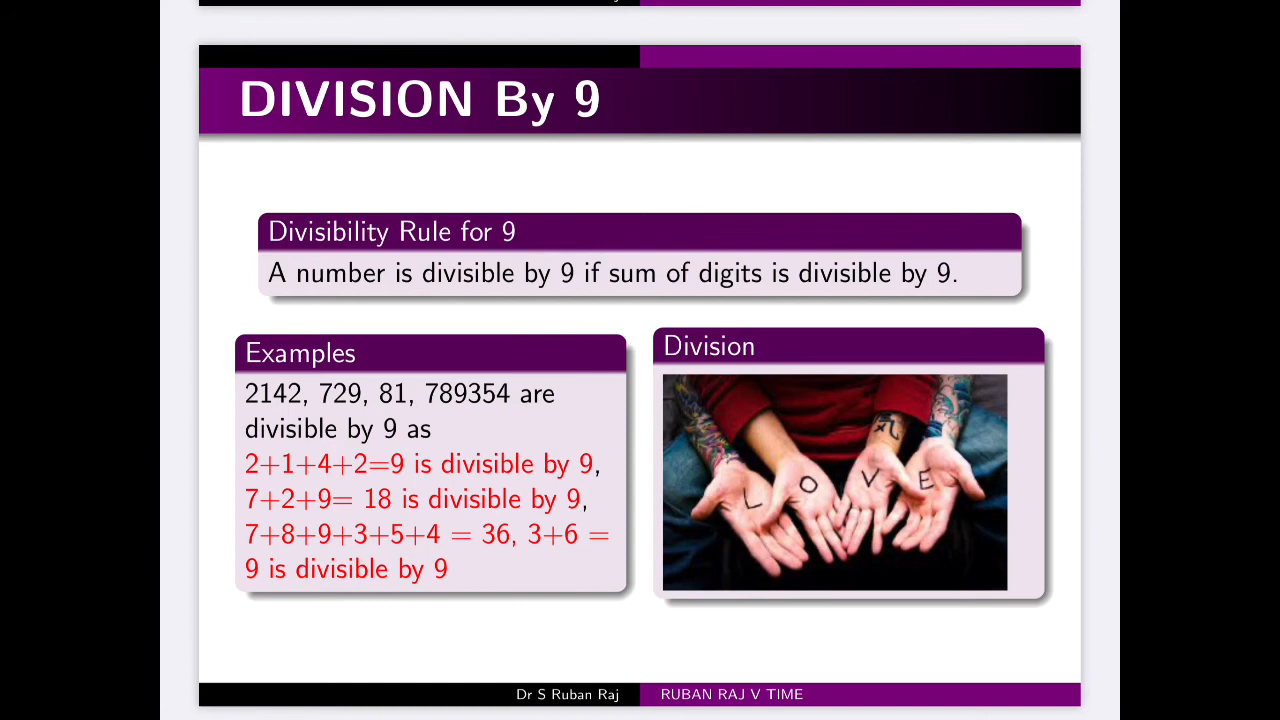 DIVISION By 9
Divisibility Rule for 9
A number is divisible by 9 if sum of digits is divisible by 9.
Examples
2142, 729, 81, 789354 are
divisible by 9 as
2+1+4+2=9 is divisible by 9,
7+2+9= 18 is divisible by 9,
7+8+9+3+5+4 = 36, 3+6 =
9 is divisible by 9
Division
L O V E
Dr S Ruban Raj
RUBAN RAJ V TIME